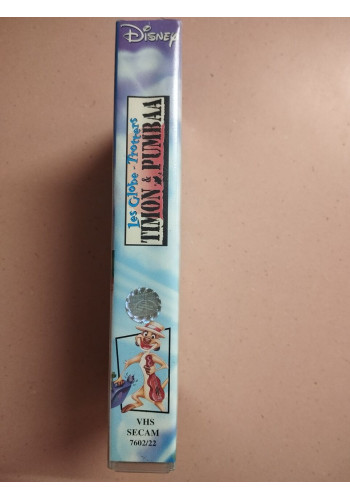 DISNEY
Les Globe-Trotters
TIMON & PUMBAA
VHS
SECAM
7602/22